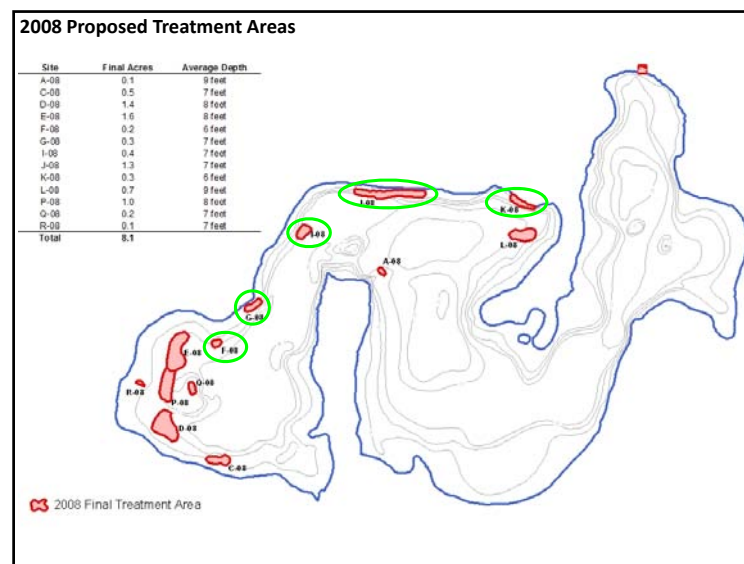 2008 Proposed Treatment Areas
Site Final Acres Average Depth
A-08 0.1 9 feet
C-08 0.5 7 feet
D-08 1.4 8 feet
E-08 1.6 8 feet
F-08 0.2 6 feet
G-08 0.3 7 feet
I-08 0.4 7 feet
J-08 1.3 7 feet
K-08 0.3 6 feet
L-08 0.7 9 feet
P-08 1.0 8 feet
Q-08 0.2 7 feet
R-08 0.1 7 feet
Total 8.1
J-08
K-08
I-08
L-08
A-08
G-08
E-08
F-08
R-08
Q-08
P-08
D-08
C-08
2008 Final Treatment Area